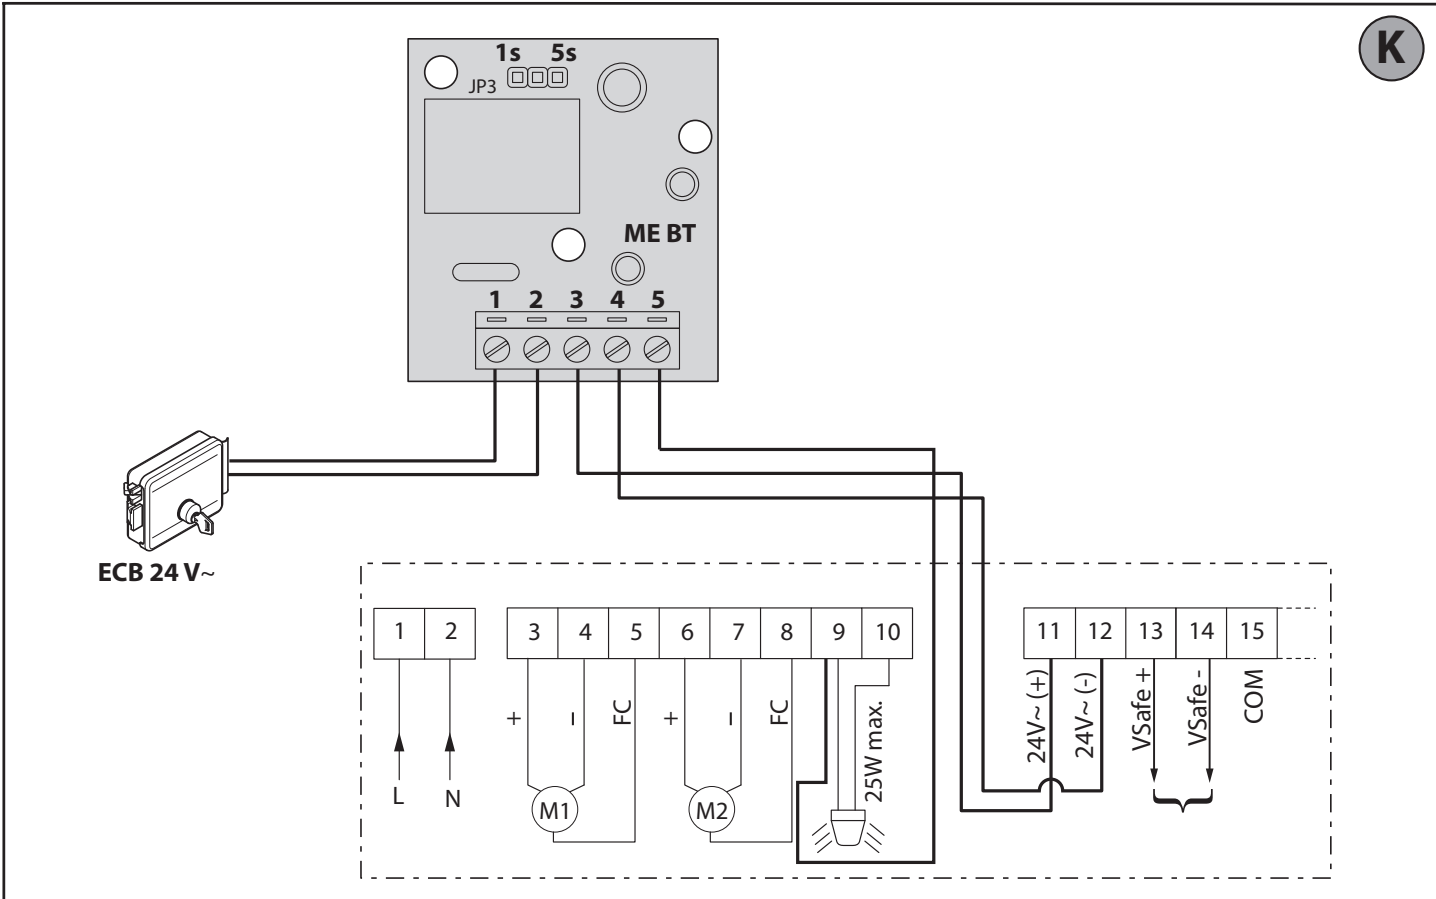 K
1s 5s
JP3
ME BT
1 2 3 4 5
ECB 24 V~
1 2 3 4 5 6 7 8 9 10 11 12 13 14 15
+ – FC + – FC 25W max. 24V~ (+) 24V~ (-) VSafe + VSafe - COM
L N M1 M2